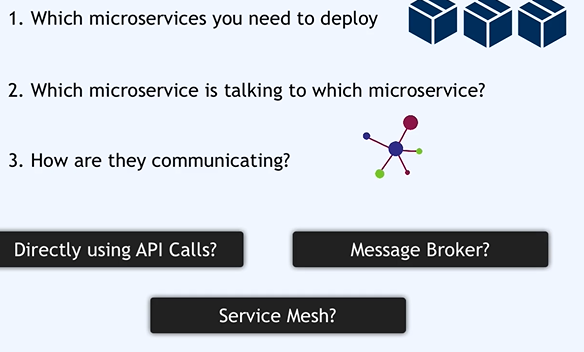 1. Which microservices you need to deploy
2. Which microservice is talking to which microservice?
3. How are they communicating?
Directly using API Calls?
Message Broker?
Service Mesh?